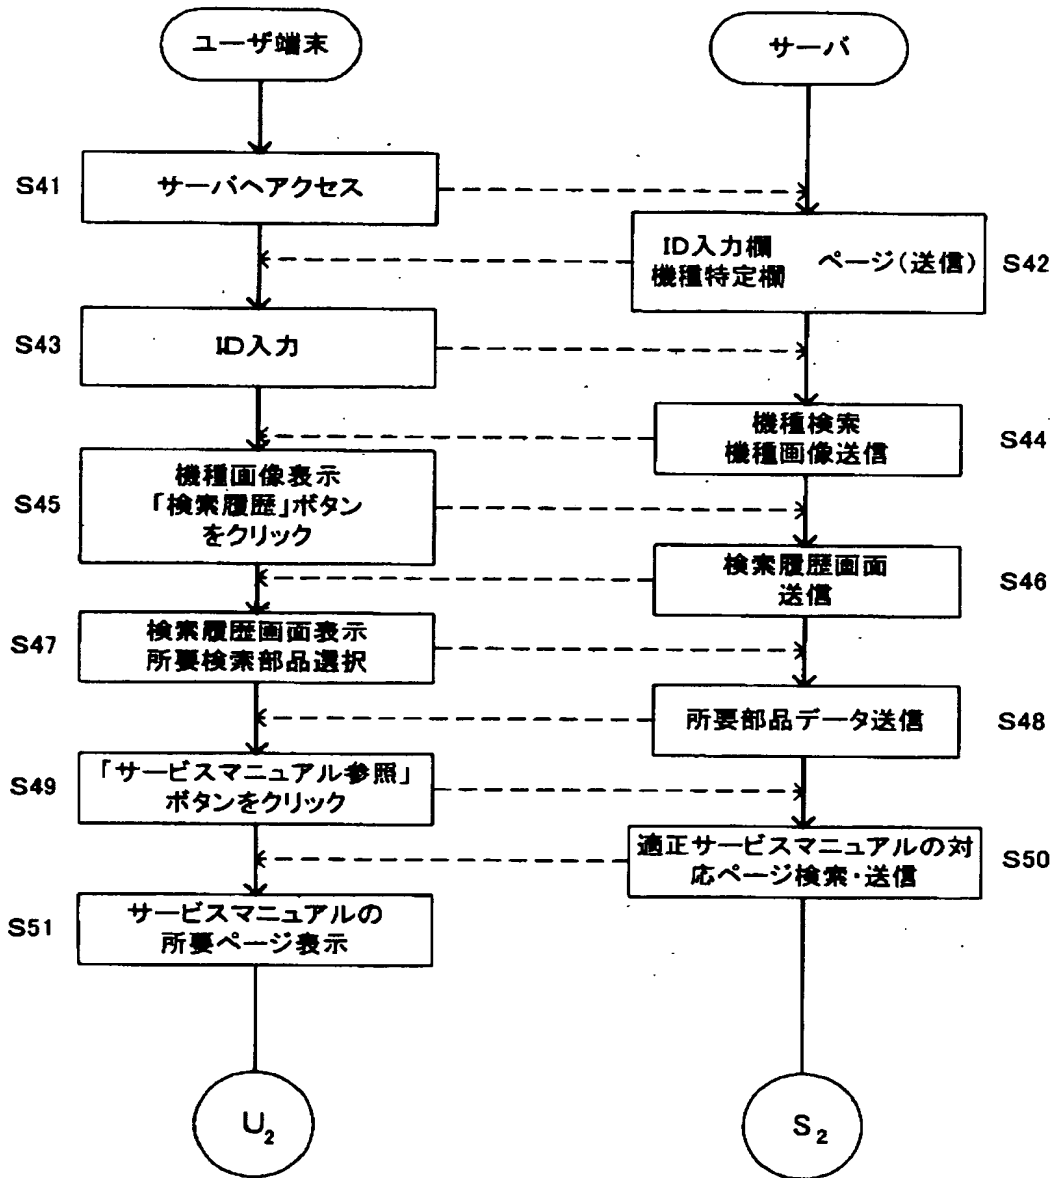 ユーザ端末
サーバ
S41
サーバへアクセス
ID入力欄
機種特定欄
ページ(送信)
S42
S43
ID入力
機種検索
機種画像送信
S44
S45
機種画像表示
「検索履歴」ボタン
をクリック
検索履歴画面
送信
S46
S47
検索履歴画面表示
所要検索部品選択
所要部品データ送信
S48
S49
「サービスマニュアル参照」
ボタンをクリック
適正サービスマニュアルの対
応ページ検索・送信
S50
S51
サービスマニュアルの
所要ページ表示
U₂
S₂